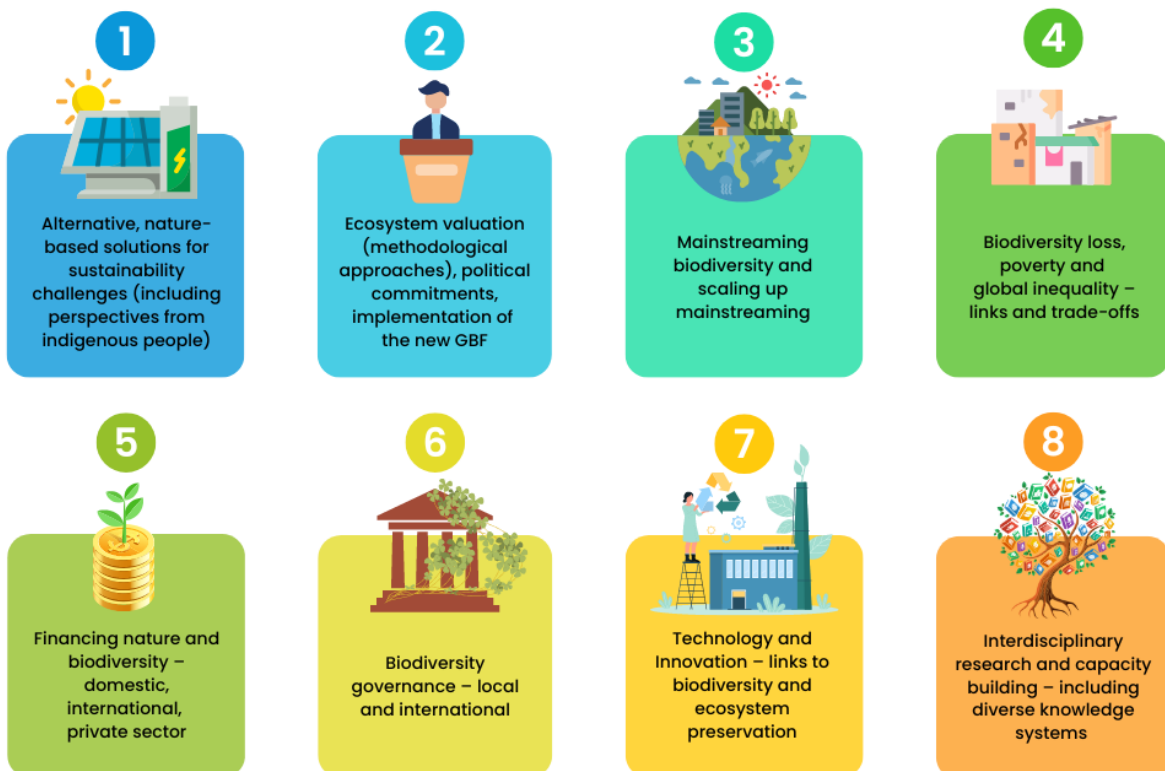 1
Alternative, nature-
based solutions for
sustainability
challenges (including
perspectives from
indigenous people)
2
Ecosystem valuation
(methodological
approaches), political
commitments,
implementation of
the new GBF
3
Mainstreaming
biodiversity and
scaling up
mainstreaming
4
Biodiversity loss,
poverty and
global inequality –
links and trade-offs
5
Financing nature and
biodiversity –
domestic,
international,
private sector
6
Biodiversity
governance – local
and international
7
Technology and
Innovation – links to
biodiversity and
ecosystem
preservation
8
Interdisciplinary
research and capacity
building – including
diverse knowledge
systems